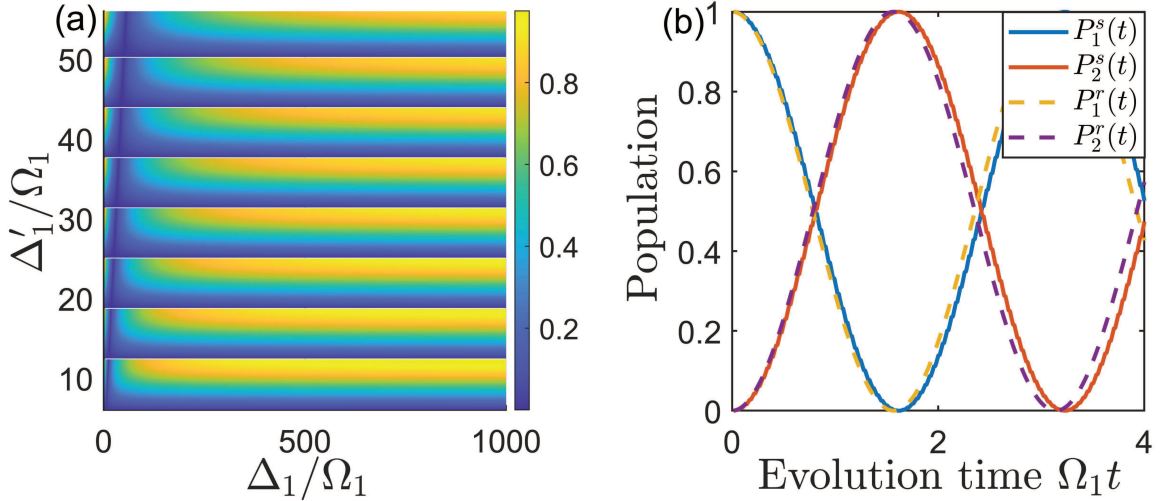 (a)
50
40
30
20
10
Δ′₁/Ω₁
0
500
1000
Δ₁/Ω₁
0.8
0.6
0.4
0.2
(b)
1
0.8
0.6
0.4
0.2
0
Population
0
2
4
Evolution time Ω₁t
P₁ˢ(t)
P₂ˢ(t)
P₁ʳ(t)
P₂ʳ(t)